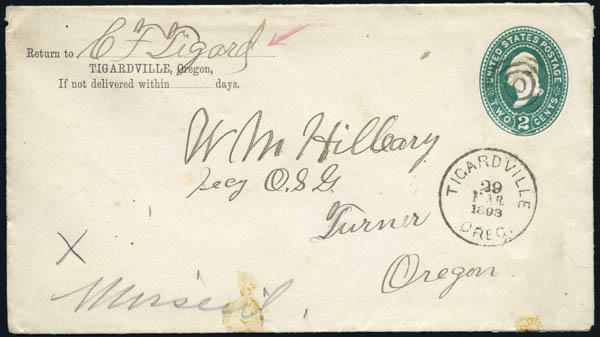 Return to C F Tigard
TIGARDVILLE, Oregon,
If not delivered within ............ days.
UNITED STATES POSTAGE
TWO 2 CENTS
W M Hilleary
Secy O.S.G.
Turner
Oregon
TIGARDVILLE
29
MAR.
1893
OREG.
X